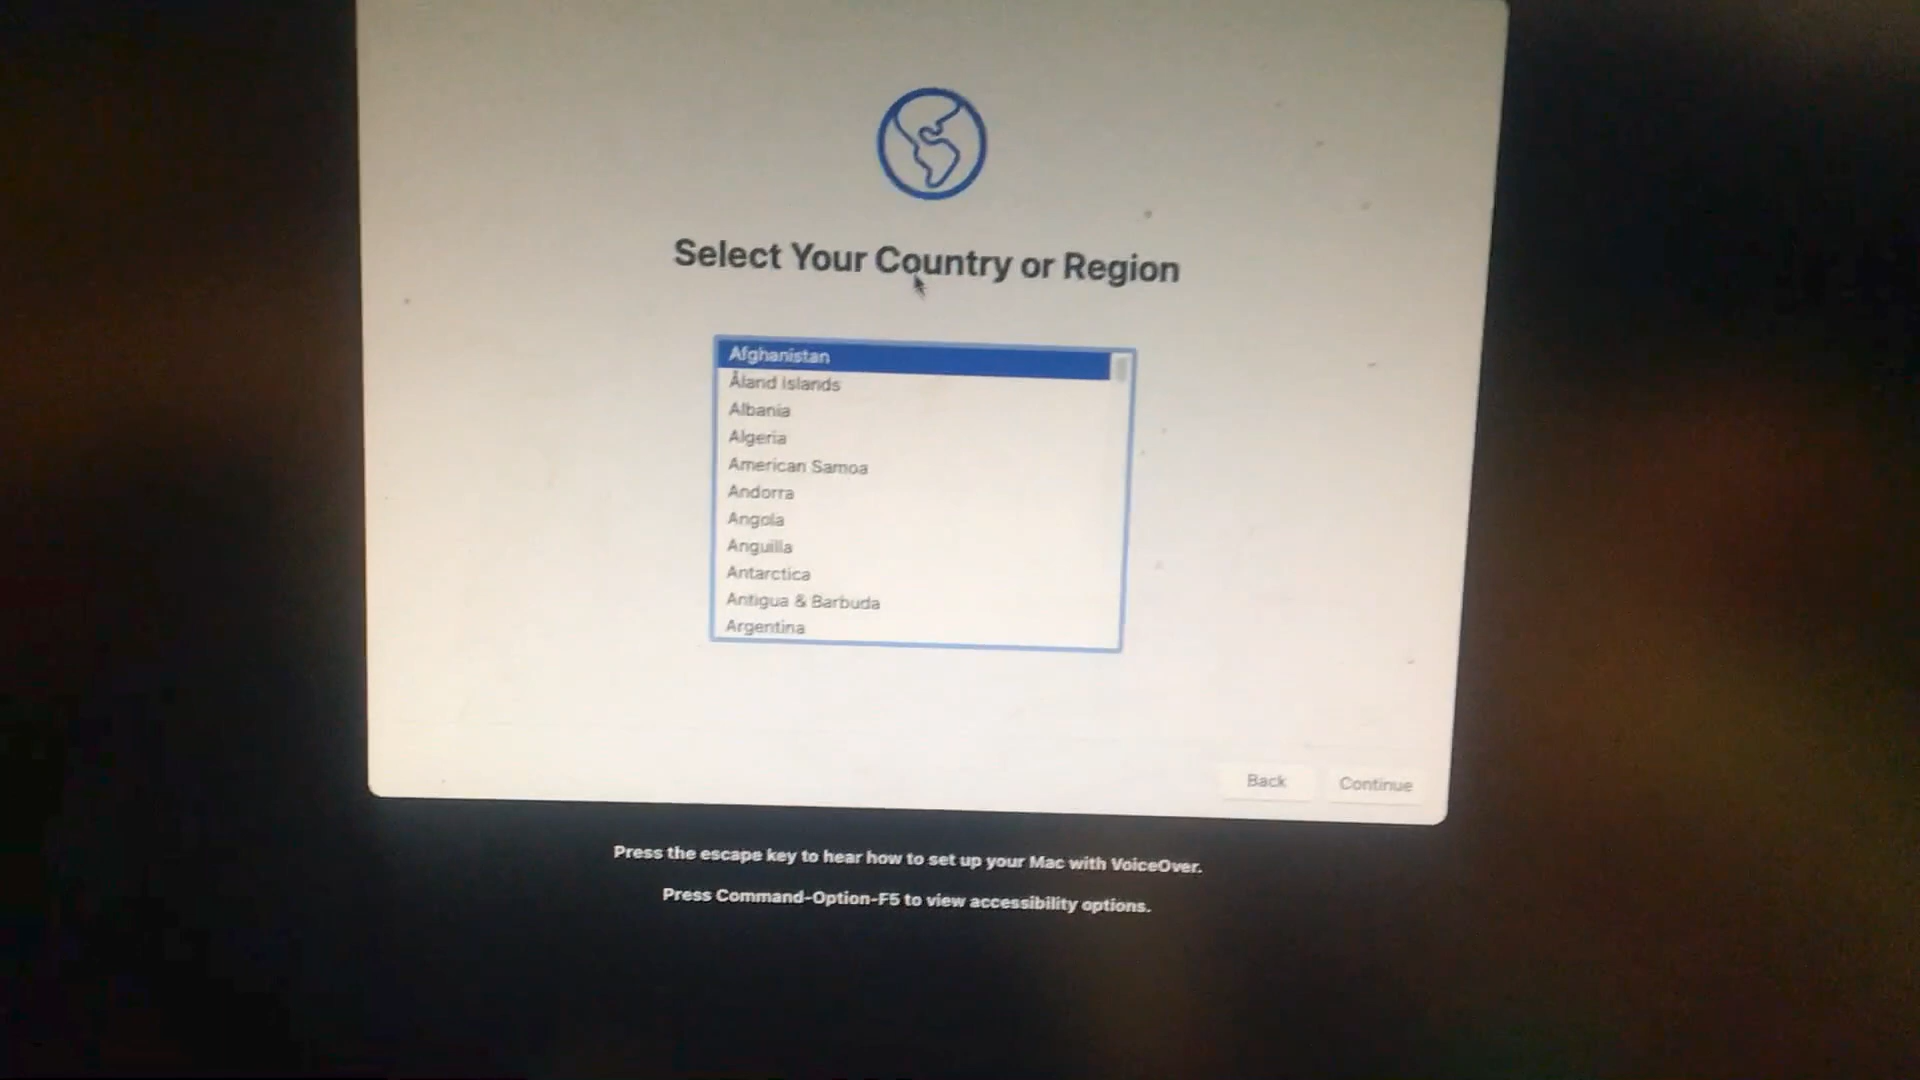 Select Your Country or Region
Afghanistan
Åland Islands
Albania
Algeria
American Samoa
Andorra
Angola
Anguilla
Antarctica
Antigua & Barbuda
Argentina
Back
Continue
Press the escape key to hear how to set up your Mac with VoiceOver.
Press Command-Option-F5 to view accessibility options.